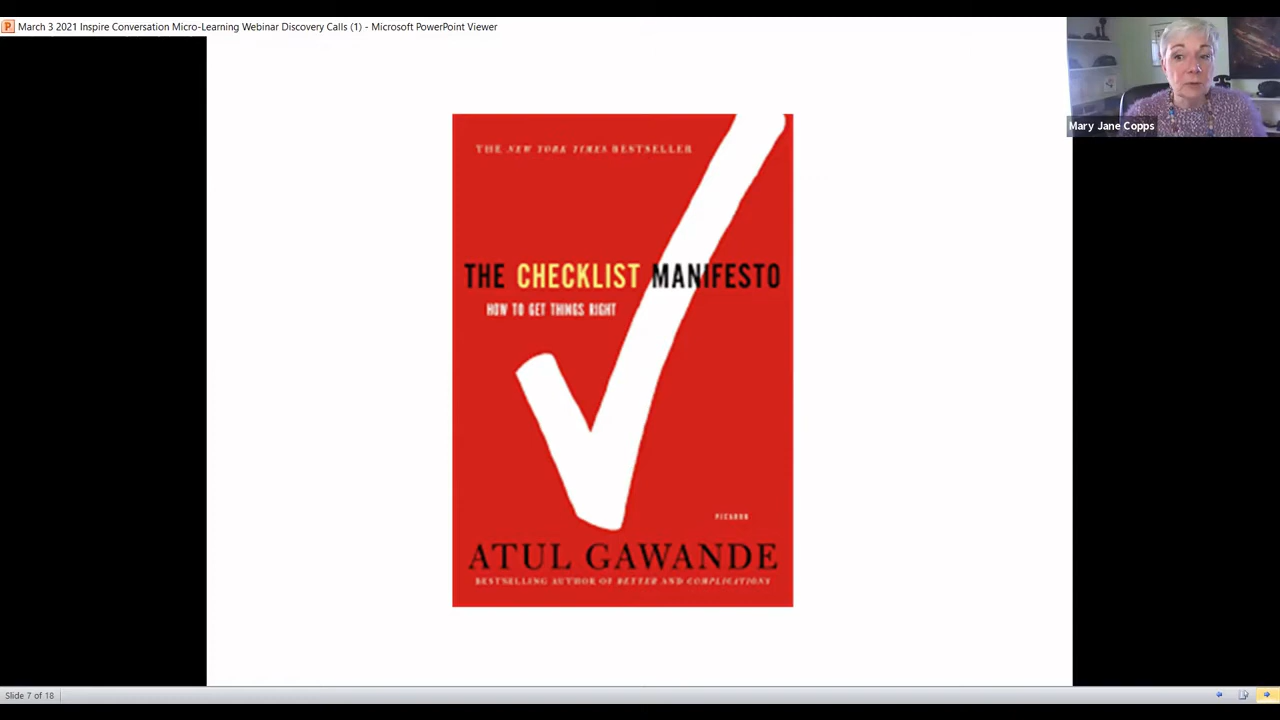 March 3 2021 Inspire Conversation Micro-Learning Webinar Discovery Calls (1) - Microsoft PowerPoint Viewer
Mary Jane Copps
THE NEW YORK TIMES BESTSELLER
THE CHECKLIST MANIFESTO
HOW TO GET THINGS RIGHT
PICADOR
ATUL GAWANDE
BESTSELLING AUTHOR OF BETTER AND COMPLICATIONS
Slide 7 of 18